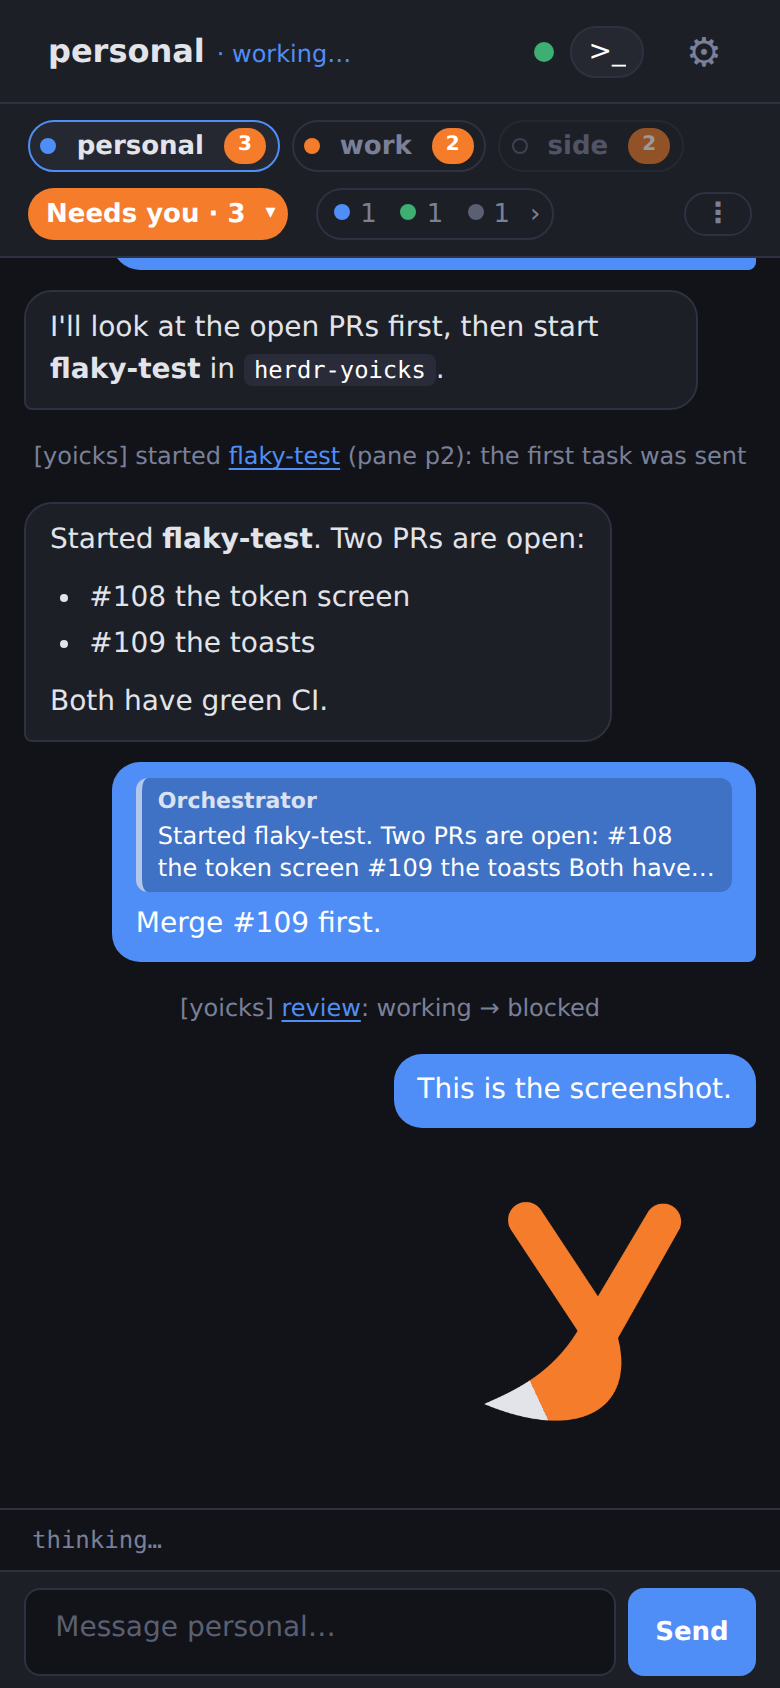 personal · working…
>_
personal 3 work 2 side 2
Needs you · 3 ▾ 1 1 1 ›
I'll look at the open PRs first, then start
flaky-test in herdr-yoicks.
[yoicks] started flaky-test (pane p2): the first task was sent
Started flaky-test. Two PRs are open:
• #108 the token screen
• #109 the toasts
Both have green CI.
Orchestrator
Started flaky-test. Two PRs are open: #108
the token screen #109 the toasts Both have…
Merge #109 first.
[yoicks] review: working → blocked
This is the screenshot.
thinking…
Message personal…
Send